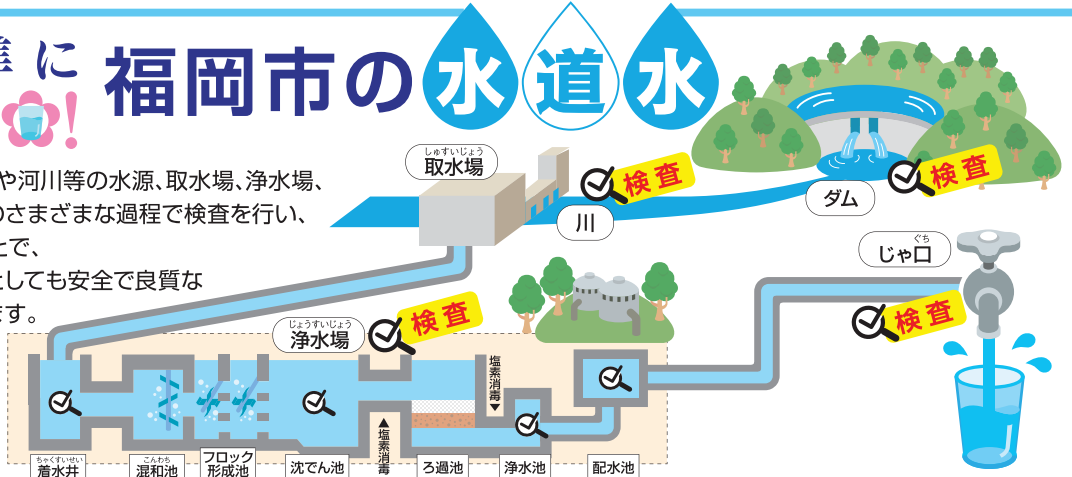 に
福岡市の水道水
!
や河川等の水源、取水場、浄水場、
さまざまな過程で検査を行い、
とで、
しても安全で良質な
ます。
しゅすいじょう
取水場
検査
川
検査
ダム
ぐち
じゃ口
検査
じょうすいじょう
浄水場
検査
塩素消毒▼
▲塩素消毒
ちゃくすいせい
着水井
こんわち
混和池
フロック
形成池
沈でん池
ろ過池
浄水池
配水池